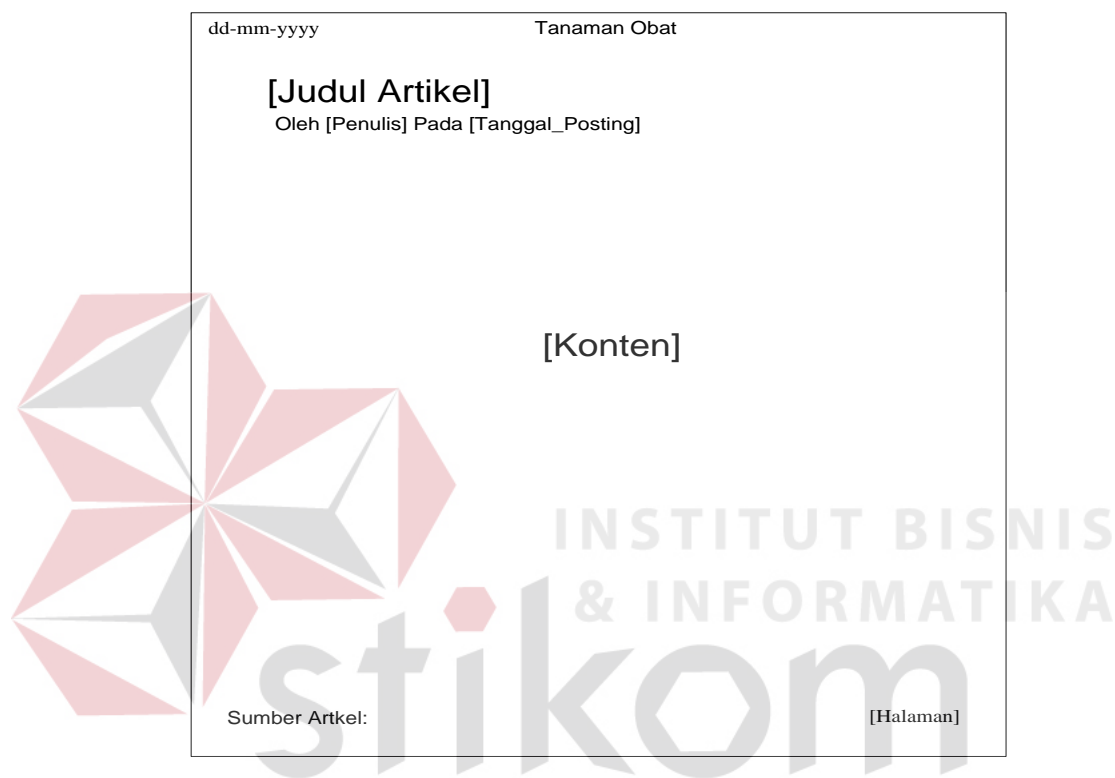 dd-mm-yyyy Tanaman Obat
[Judul Artikel]
Oleh [Penulis] Pada [Tanggal_Posting]
[Konten]
INSTITUT BISNIS
& INFORMATIKA
stikom
Sumber Artkel: [Halaman]